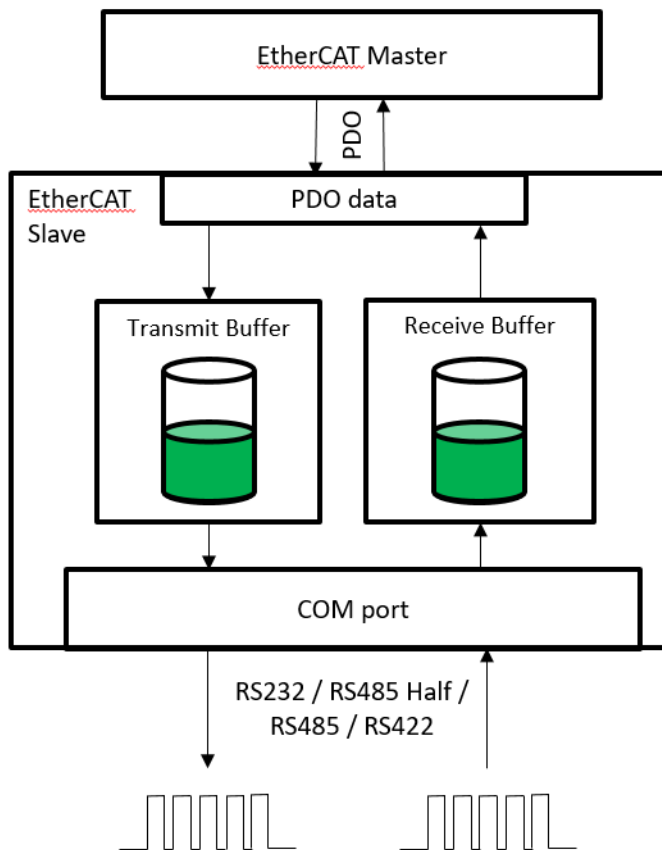 EtherCAT Master
PDO
EtherCAT
Slave
PDO data
Transmit Buffer
Receive Buffer
COM port
RS232 / RS485 Half /
RS485 / RS422